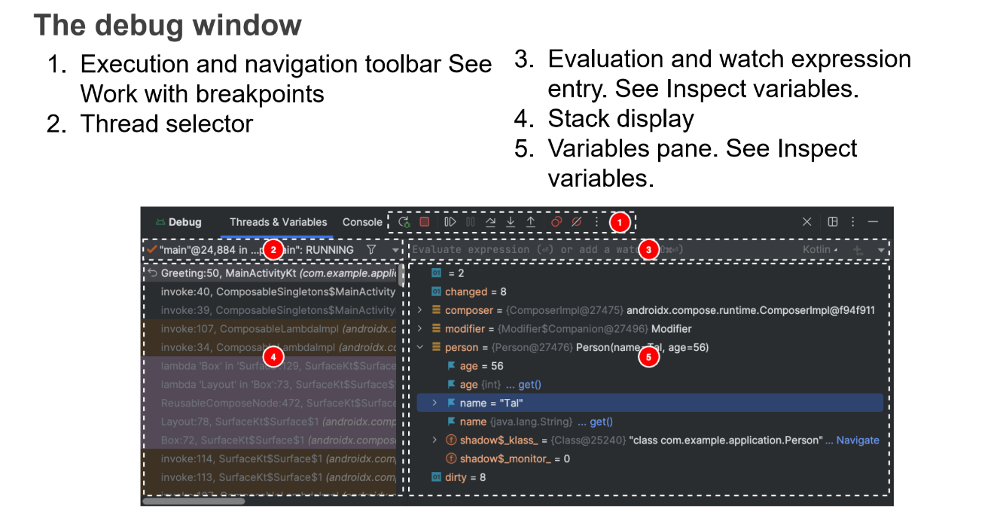 The debug window
1. Execution and navigation toolbar See
Work with breakpoints
2. Thread selector
3. Evaluation and watch expression
entry. See Inspect variables.
4. Stack display
5. Variables pane. See Inspect
variables.
Debug Threads & Variables Console 1
"main"@24,884 in ...p 2 ain": RUNNING
Evaluate expression (⏎) or add a wat 3 Kotlin
Greeting:50, MainActivityKt (com.example.applic
invoke:40, ComposableSingletons$MainActivity
invoke:39, ComposableSingletons$MainActivity
invoke:107, ComposableLambdaImpl (androidx.c
invoke:34, ComposableLambdaImpl (androidx.co
4
lambda 'Box' in 'Surface':129, SurfaceKt$Surface
lambda 'Layout' in 'Box':73, SurfaceKt$Surface$
ReusableComposeNode:472, SurfaceKt$Surface
Layout:78, SurfaceKt$Surface$1 (androidx.comp
Box:72, SurfaceKt$Surface$1 (androidx.compos
invoke:114, SurfaceKt$Surface$1 (androidx.com
invoke:113, SurfaceKt$Surface$1 (androidx.com
= 2
changed = 8
composer = {ComposerImpl@27475} androidx.compose.runtime.ComposerImpl@f94f911
modifier = {Modifier$Companion@27496} Modifier
person = {Person@27476} Person(name=Tal, age=56)
5
age = 56
age {int} ... get()
name = "Tal"
name {java.lang.String} ... get()
shadow$_klass_ = {Class@25240} "class com.example.application.Person" ... Navigate
shadow$_monitor_ = 0
dirty = 8